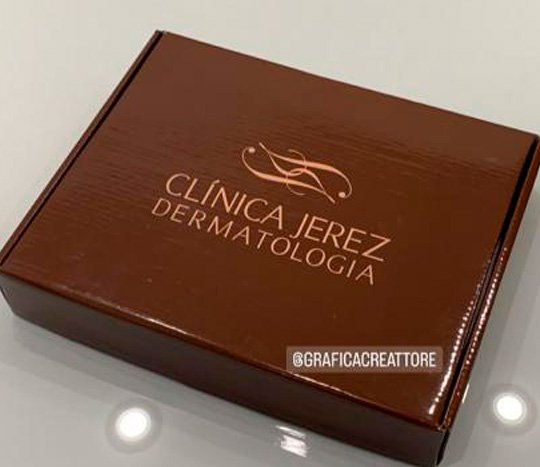 CLÍNICA JEREZ
DERMATOLOGIA
@GRAFICACREATTORE